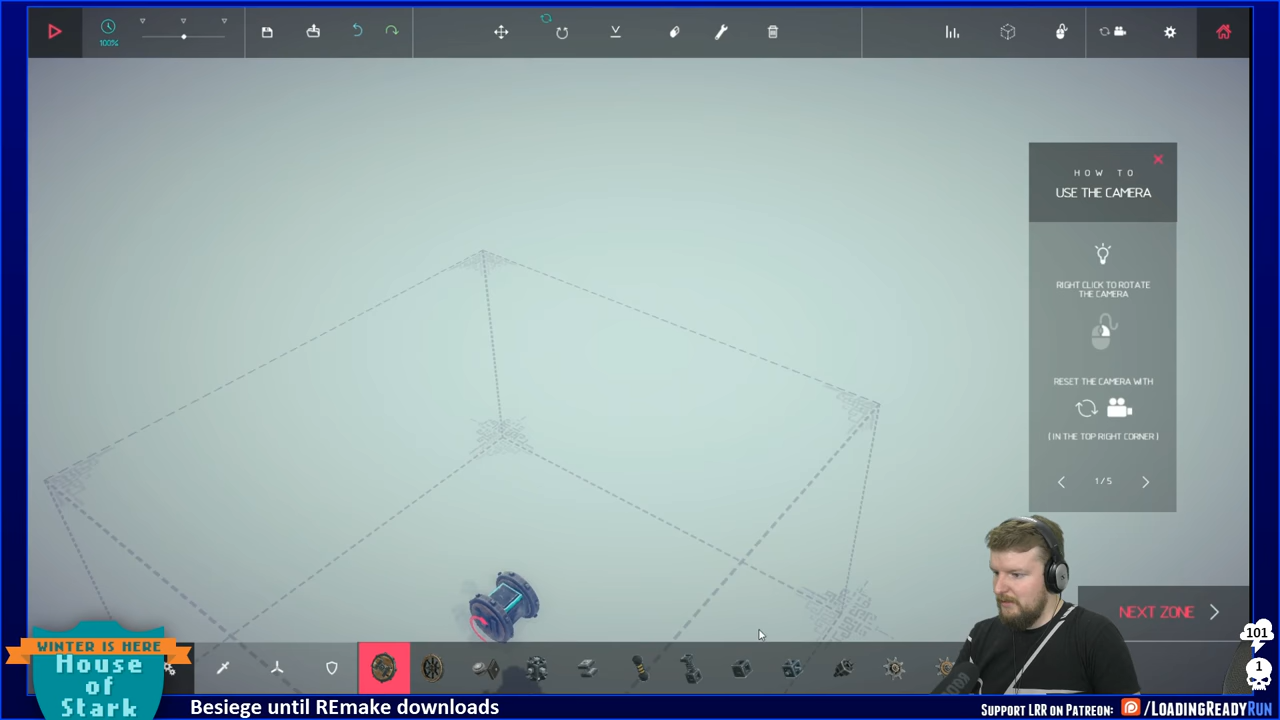 100%
HOW TO
USE THE CAMERA
RIGHT CLICK TO ROTATE
THE CAMERA
RESET THE CAMERA WITH
( IN THE TOP RIGHT CORNER )
1/5
NEXT ZONE
WINTER IS HERE
House
of
Stark
101
1
Besiege until REmake downloads
SUPPORT LRR ON PATREON: /LOADINGREADYRUN